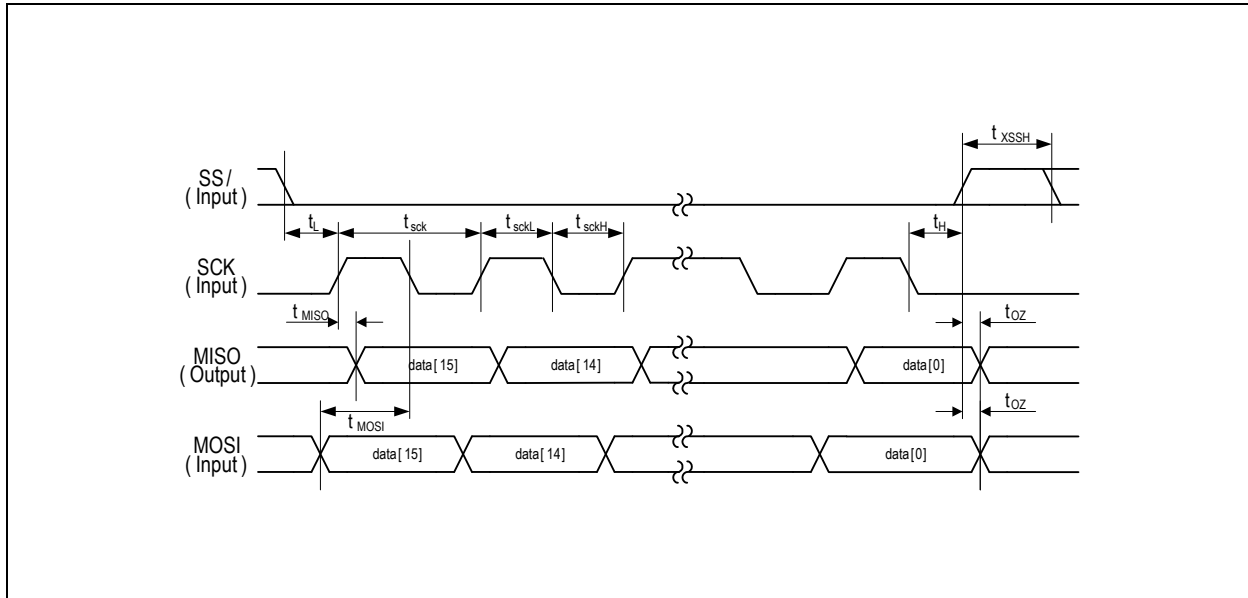 t XSSH
SS/
( Input )
t L
t sck
t sckL
t sckH
t H
SCK
( Input )
t MISO
t OZ
MISO
( Output )
data[ 15]
data[ 14]
data[0]
t MOSI
t OZ
MOSI
( Input )
data[ 15]
data[ 14]
data[0]